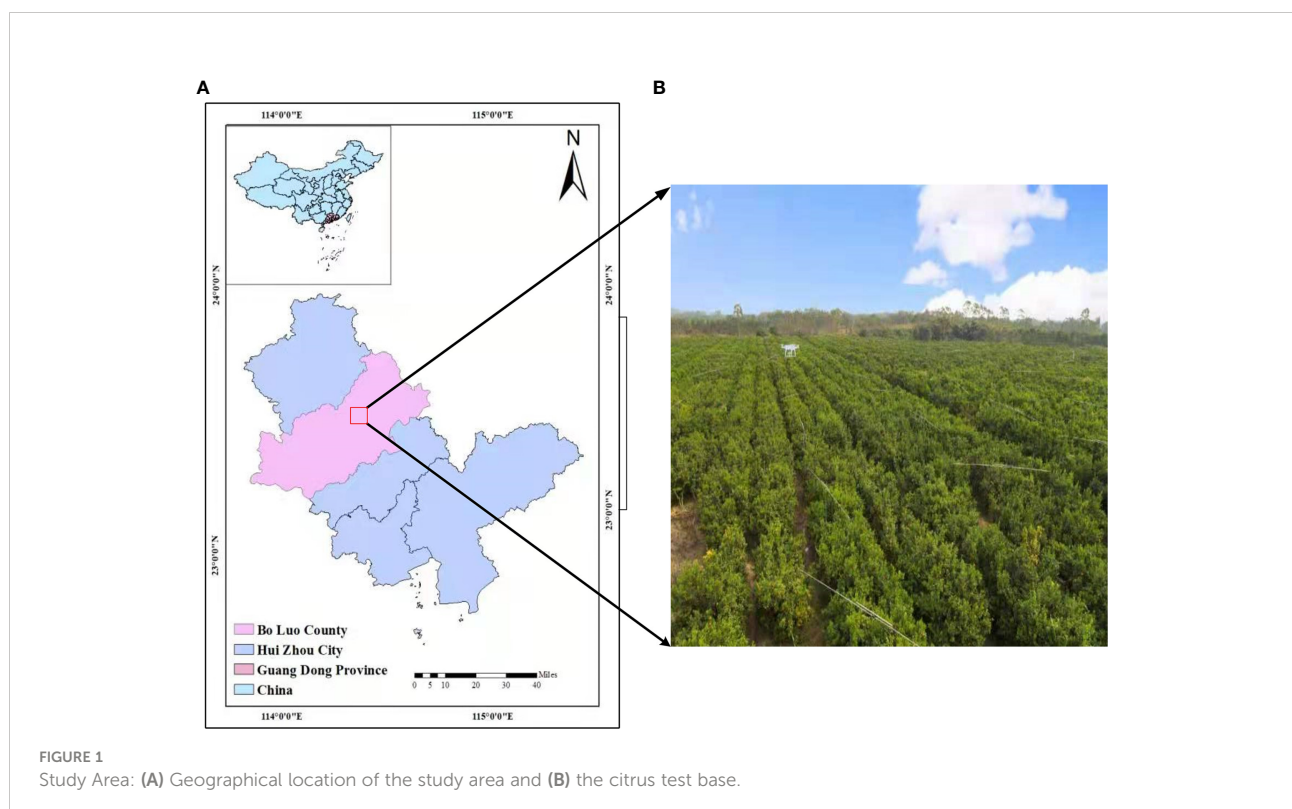 A
B
114°0'0"E 115°0'0"E
N
24°0'0"N 24°0'0"N
23°0'0"N 23°0'0"N
Bo Luo County
Hui Zhou City
Guang Dong Province
China
Miles
0 5 10 20 30 40
114°0'0"E 115°0'0"E
FIGURE 1
Study Area: (A) Geographical location of the study area and (B) the citrus test base.